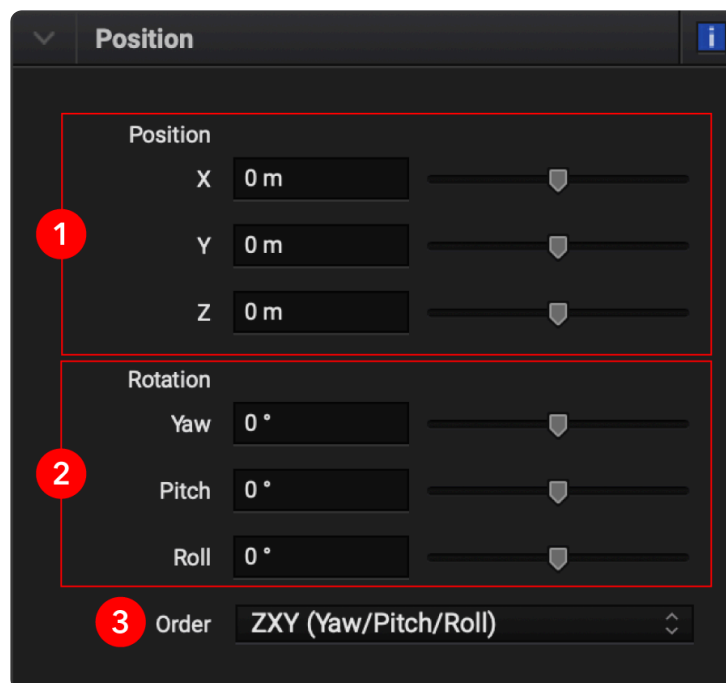 Position
i
Position
X 0 m
1
Y 0 m
Z 0 m
Rotation
Yaw 0 °
2
Pitch 0 °
Roll 0 °
3 Order ZXY (Yaw/Pitch/Roll)